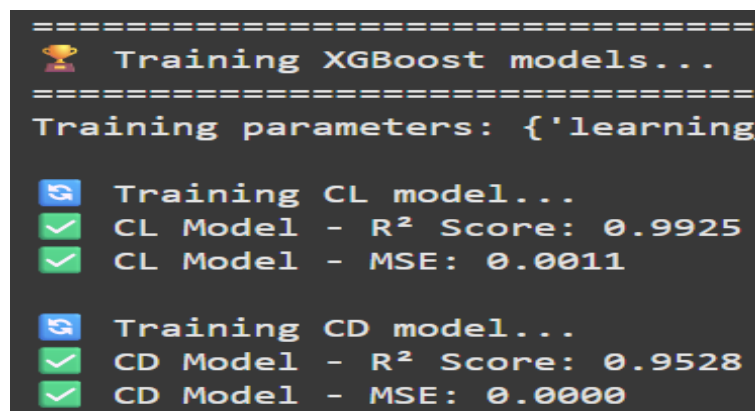 =================================
🏆 Training XGBoost models...
=================================
Training parameters: {'learning
🔄 Training CL model...
✅ CL Model - R² Score: 0.9925
✅ CL Model - MSE: 0.0011
🔄 Training CD model...
✅ CD Model - R² Score: 0.9528
✅ CD Model - MSE: 0.0000